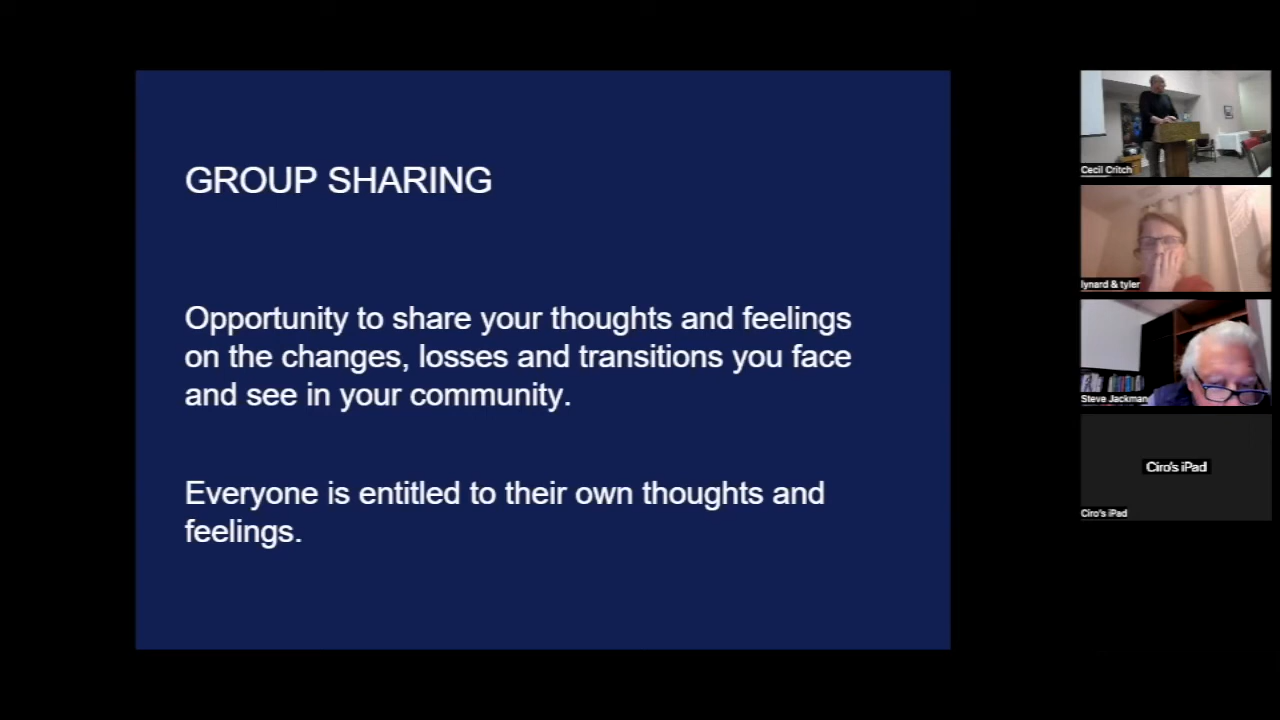 GROUP SHARING
Opportunity to share your thoughts and feelings
on the changes, losses and transitions you face
and see in your community.
Everyone is entitled to their own thoughts and
feelings.
Cecil Critch
lynard & tyler
Steve Jackman
Ciro's iPad
Ciro's iPad